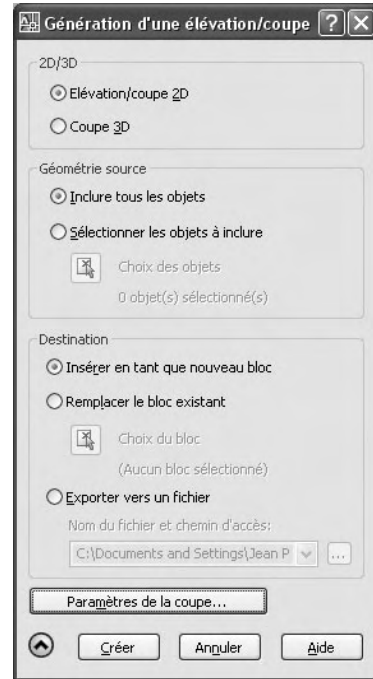 Génération d'une élévation/coupe
2D/3D
Elévation/coupe 2D
Coupe 3D
Géométrie source
Inclure tous les objets
Sélectionner les objets à inclure
Choix des objets
0 objet(s) sélectionné(s)
Destination
Insérer en tant que nouveau bloc
Remplacer le bloc existant
Choix du bloc
(Aucun bloc sélectionné)
Exporter vers un fichier
Nom du fichier et chemin d'accès:
C:\Documents and Settings\Jean P
...
Paramètres de la coupe...
Créer
Annuler
Aide